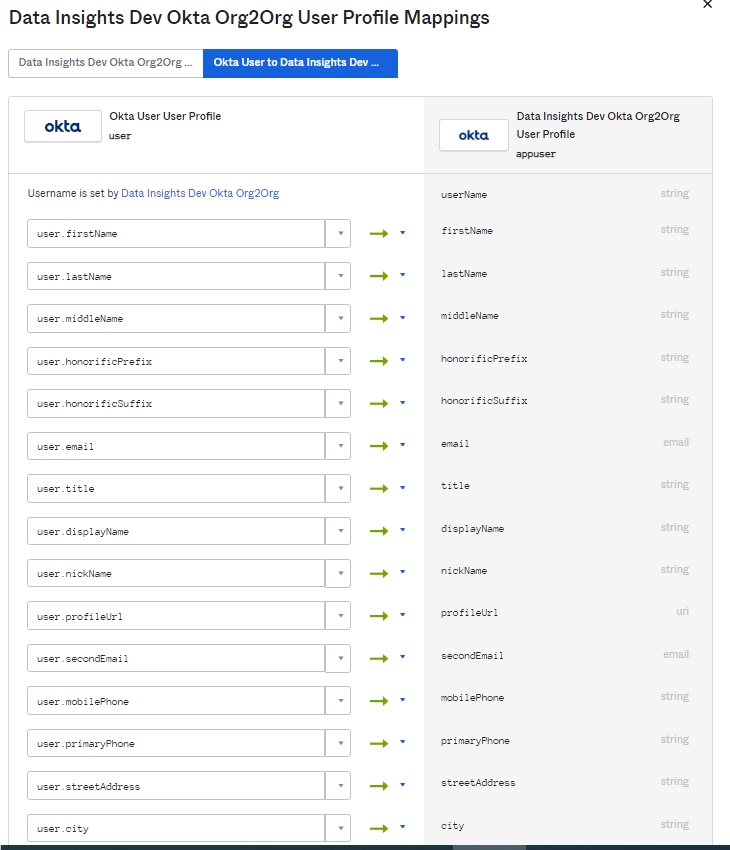 Data Insights Dev Okta Org2Org User Profile Mappings
Data Insights Dev Okta Org2Org ...
Okta User to Data Insights Dev ...
okta
Okta User User Profile
user
okta
Data Insights Dev Okta Org2Org
User Profile
appuser
Username is set by Data Insights Dev Okta Org2Org
userName string
user.firstName firstName string
user.lastName lastName string
user.middleName middleName string
user.honorificPrefix honorificPrefix string
user.honorificSuffix honorificSuffix string
user.email email email
user.title title string
user.displayName displayName string
user.nickName nickName string
user.profileUrl profileUrl uri
user.secondEmail secondEmail email
user.mobilePhone mobilePhone string
user.primaryPhone primaryPhone string
user.streetAddress streetAddress string
user.city city string